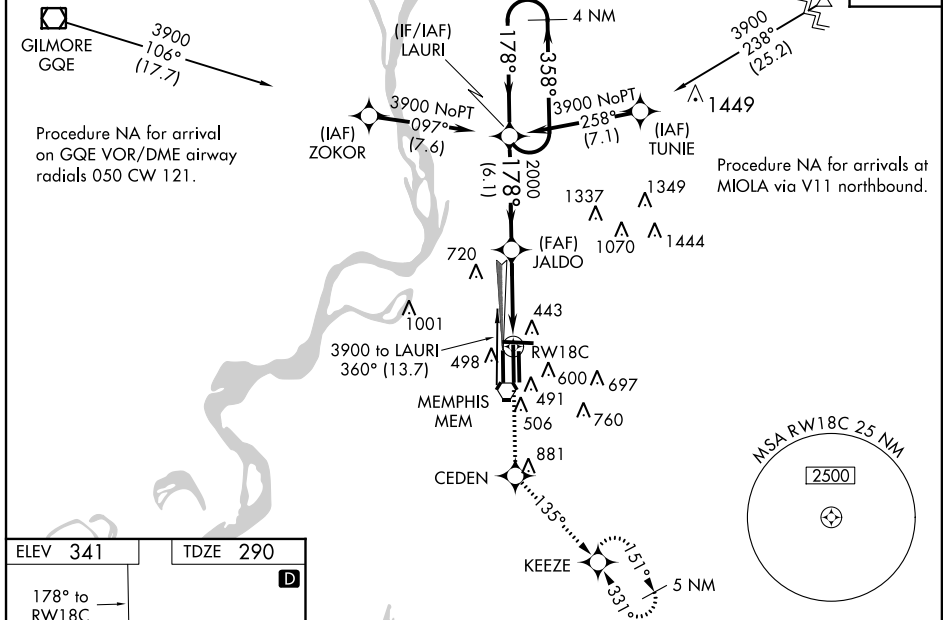 GILMORE
GQE
3900
106°
(17.7)
(IF/IAF)
LAURI
178°
358°
4 NM
3900
238°
(25.2)
1449
3900 NoPT
097°
(7.6)
(IAF)
ZOKOR
3900 NoPT
258°
(7.1)
(IAF)
TUNIE
Procedure NA for arrival
on GQE VOR/DME airway
radials 050 CW 121.
Procedure NA for arrivals at
MIOLA via V11 northbound.
2000
178°
(6.1)
1337
1349
1070
1444
(FAF)
JALDO
720
1001
443
3900 to LAURI
360° (13.7)
498
RW18C
600
697
491
MEMPHIS
MEM
506
760
881
CEDEN
135°
KEEZE
151°
331°
5 NM
MSA RW18C 25 NM
2500
ELEV 341
TDZE 290
D
178° to
RW18C